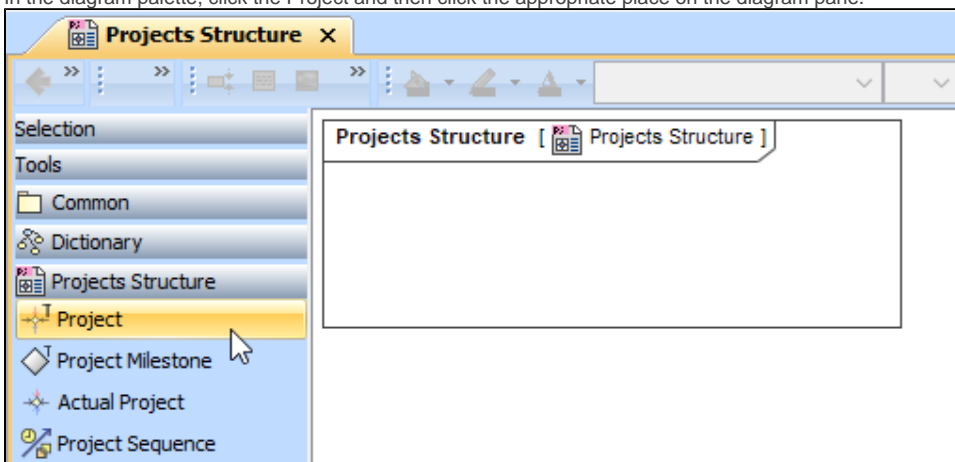 In the diagram palette, click the Project and then click the appropriate place on the diagram pane.
Projects Structure
Selection
Tools
Common
Dictionary
Projects Structure
Project
Project Milestone
Actual Project
Project Sequence
Projects Structure [ Projects Structure ]